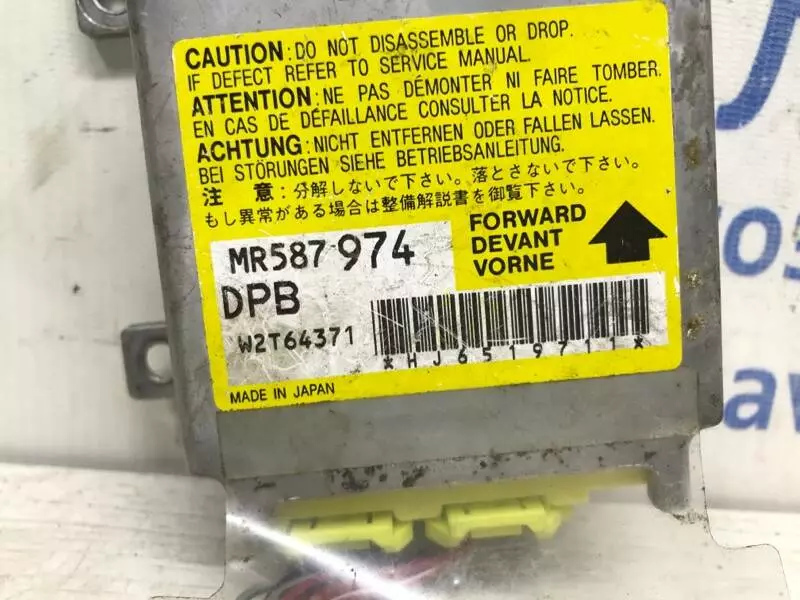 CAUTION : DO NOT DISASSEMBLE OR DROP.
IF DEFECT REFER TO SERVICE MANUAL.
ATTENTION : NE PAS DÉMONTER NI FAIRE TOMBER.
EN CAS DE DÉFAILLANCE CONSULTER LA NOTICE.
ACHTUNG : NICHT ENTFERNEN ODER FALLEN LASSEN.
BEI STÖRUNGEN SIEHE BETRIEBSANLEITUNG.
注 意 : 分解しないで下さい。落とさないで下さい。
もし異常がある場合は整備解説書を御覧下さい。
FORWARD
DEVANT
VORNE
MR587 974
DPB
W2T64371
*HJ6519711*
MADE IN JAPAN